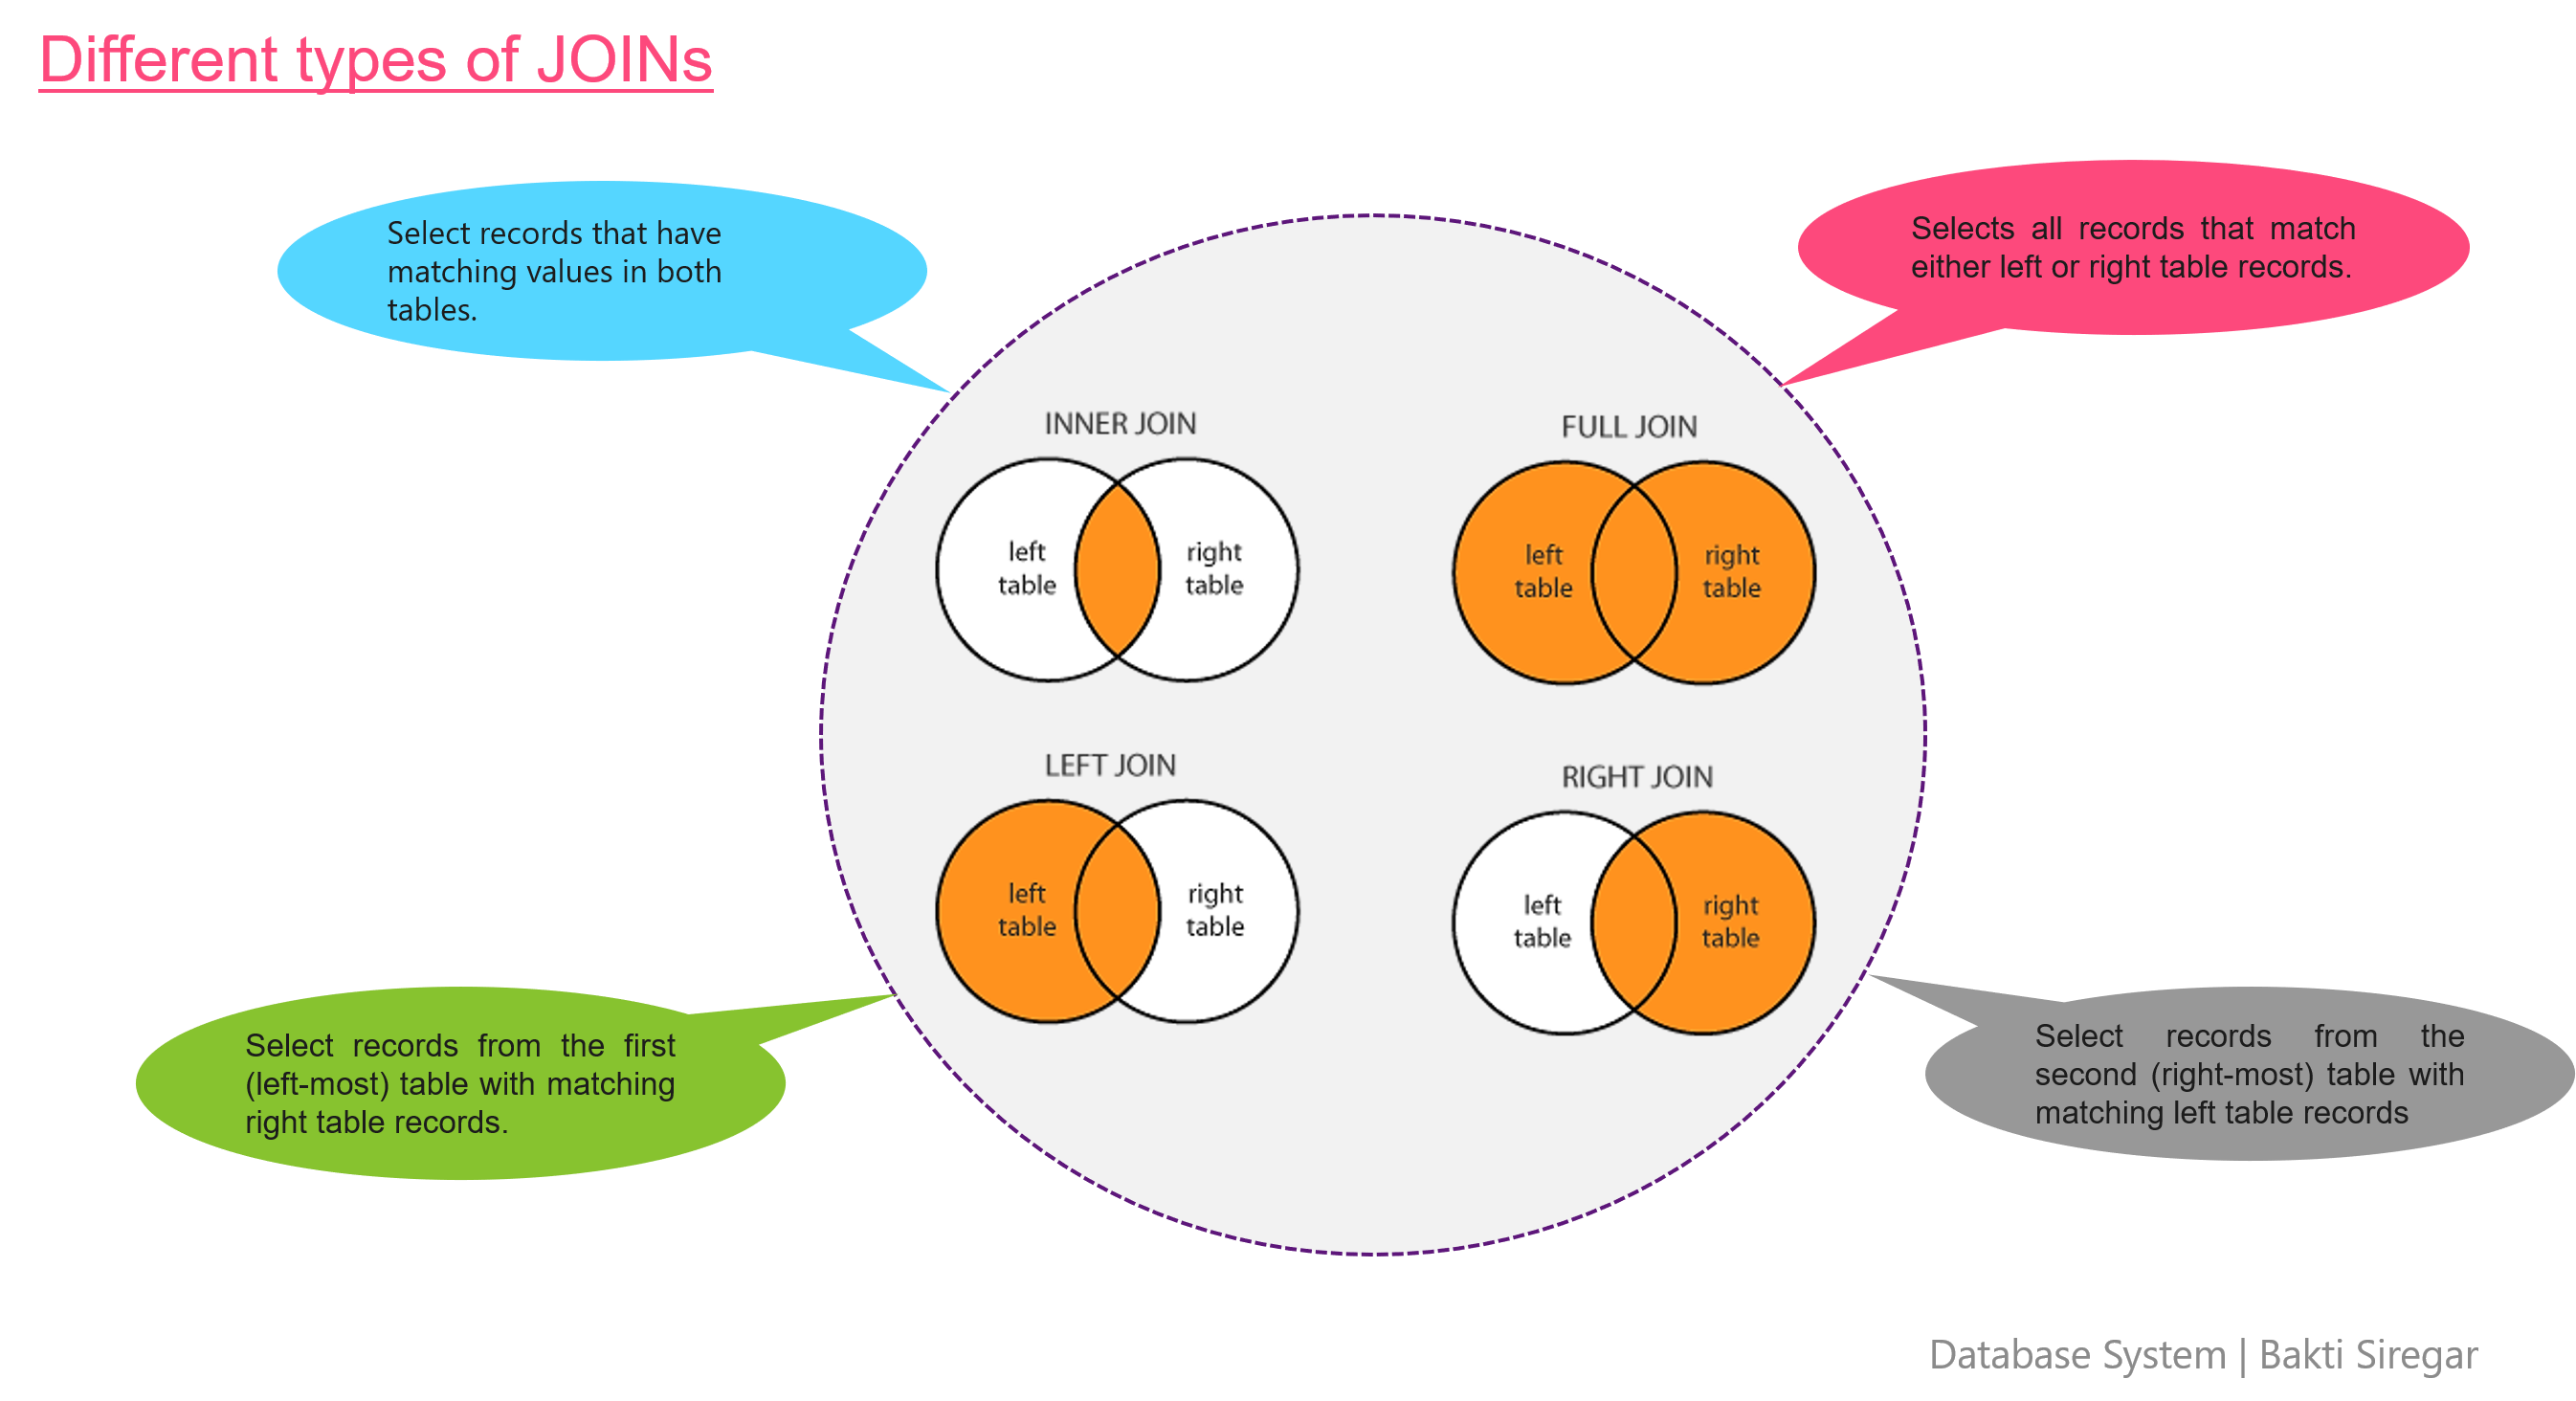 Different types of JOINs
Select records that have
matching values in both
tables.
Selects all records that match
either left or right table records.
INNER JOIN
left
table
right
table
FULL JOIN
left
table
right
table
LEFT JOIN
left
table
right
table
RIGHT JOIN
left
table
right
table
Select records from the first
(left-most) table with matching
right table records.
Select records from the
second (right-most) table with
matching left table records
Database System | Bakti Siregar